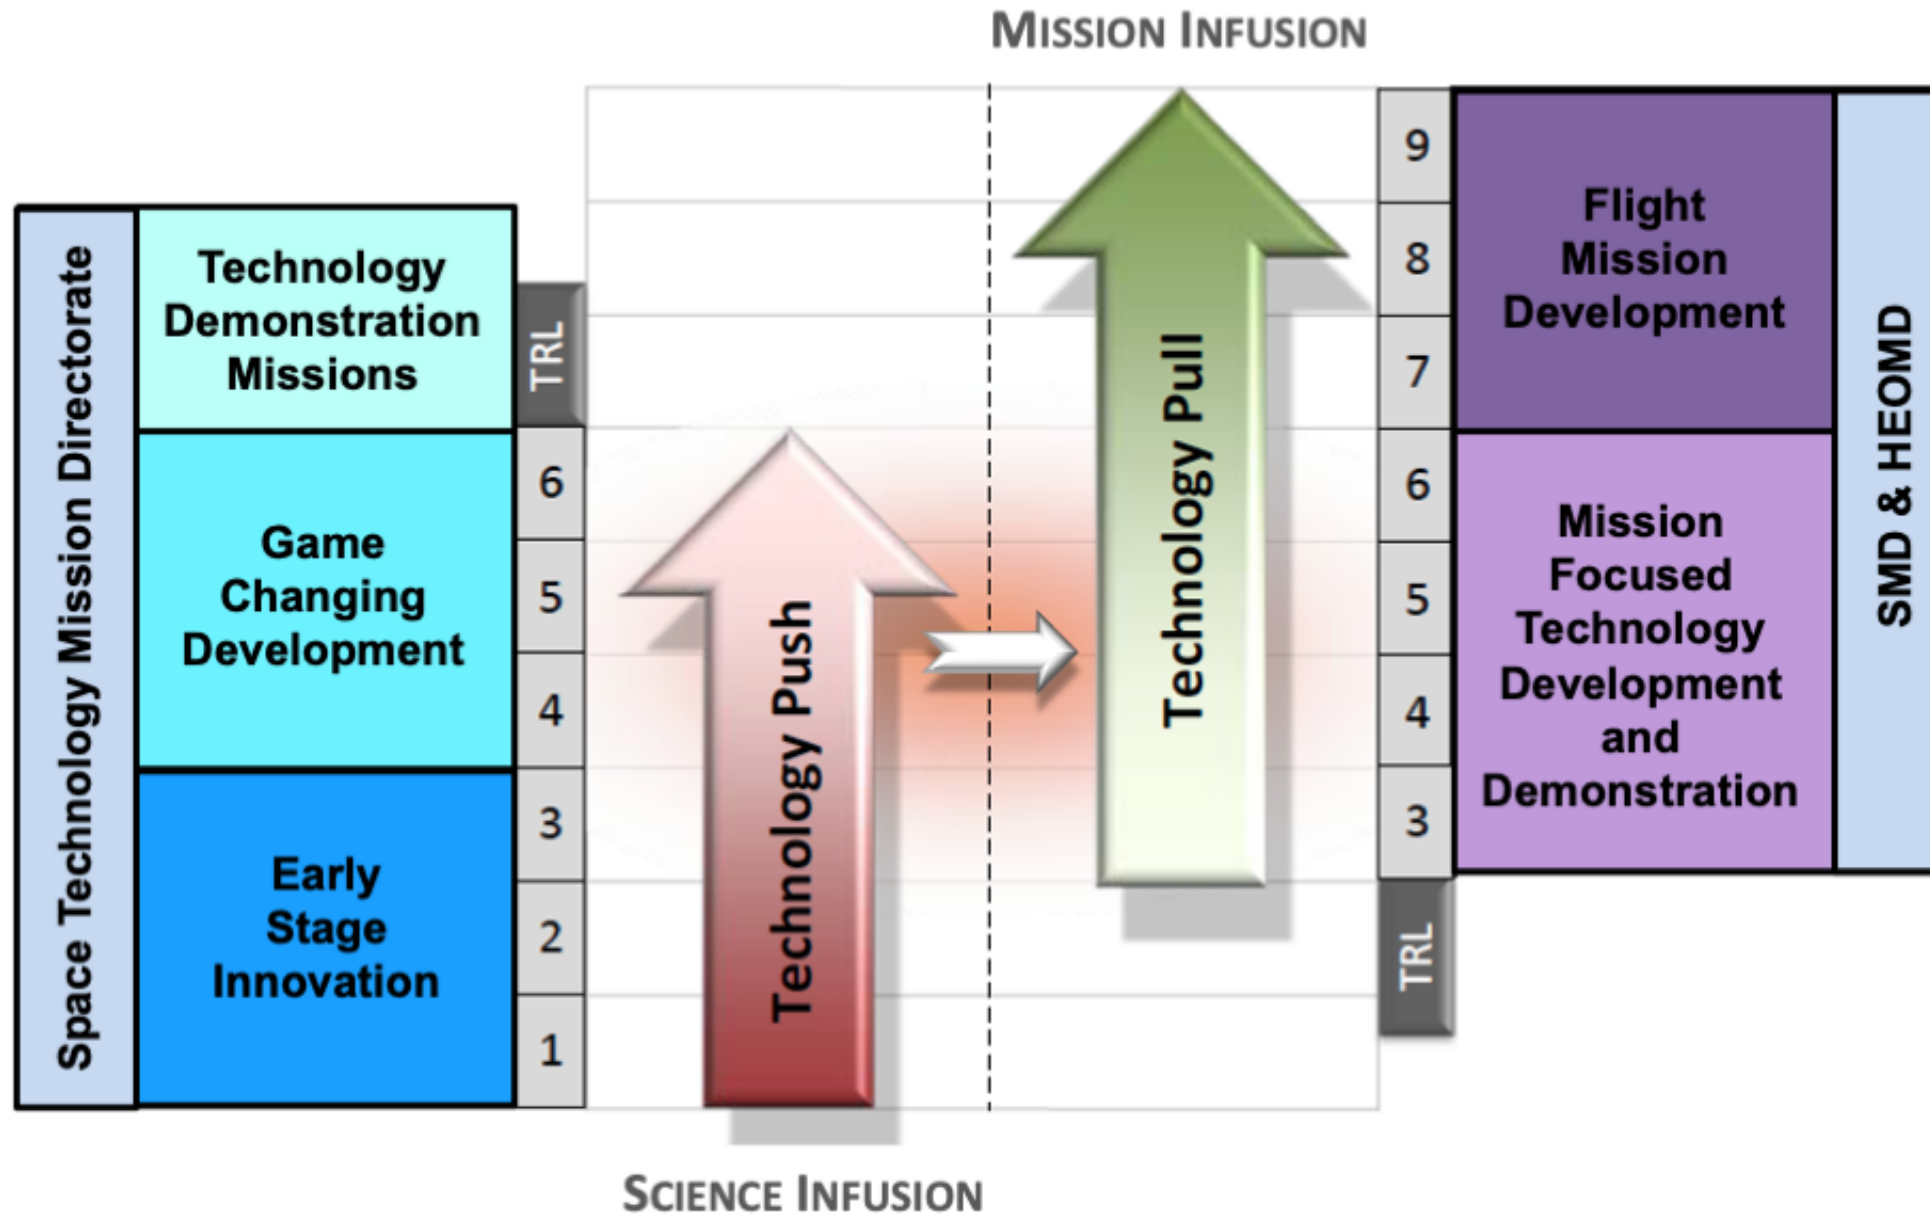 MISSION INFUSION
Space Technology Mission Directorate
Technology
Demonstration
Missions
Game
Changing
Development
Early
Stage
Innovation
TRL
6
5
4
3
2
1
Technology Push
Technology Pull
9
8
7
6
5
4
3
TRL
Flight
Mission
Development
Mission
Focused
Technology
Development
and
Demonstration
SMD & HEOMD
SCIENCE INFUSION